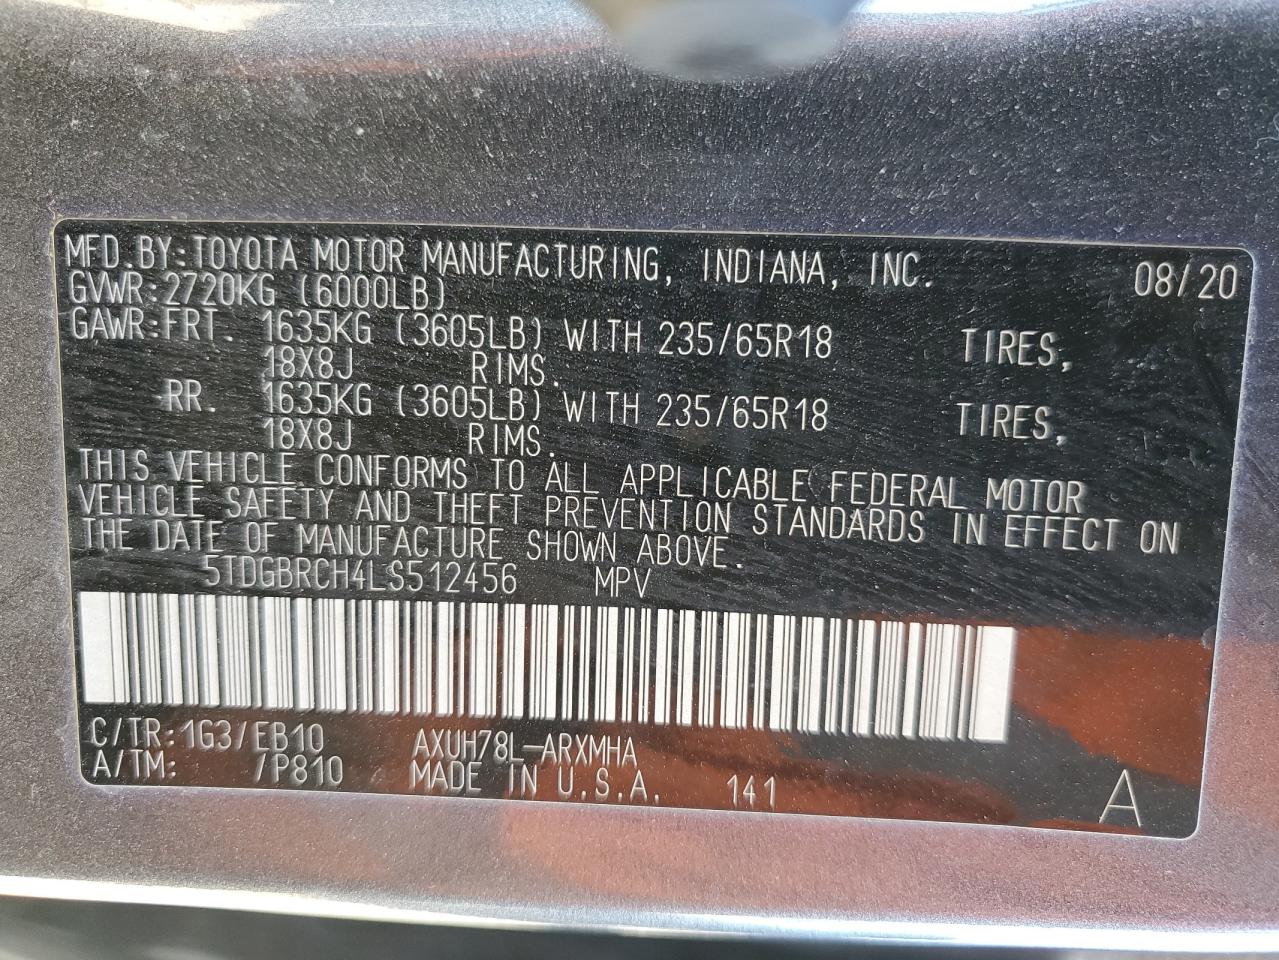 MFD.BY:TOYOTA MOTOR MANUFACTURING, INDIANA, INC. 08/20
GVWR:2720KG (6000LB)
GAWR:FRT. 1635KG (3605LB) WITH 235/65R18 TIRES,
18X8J RIMS.
RR. 1635KG (3605LB) WITH 235/65R18 TIRES,
18X8J RIMS.
THIS VEHICLE CONFORMS TO ALL APPLICABLE FEDERAL MOTOR
VEHICLE SAFETY AND THEFT PREVENTION STANDARDS IN EFFECT ON
THE DATE OF MANUFACTURE SHOWN ABOVE.
5TDGBRCH4LS512456 MPV
C/TR:1G3/EB10 AXUH78L-ARXMHA
A/TM: /P810 MADE IN U.S.A. 141 A